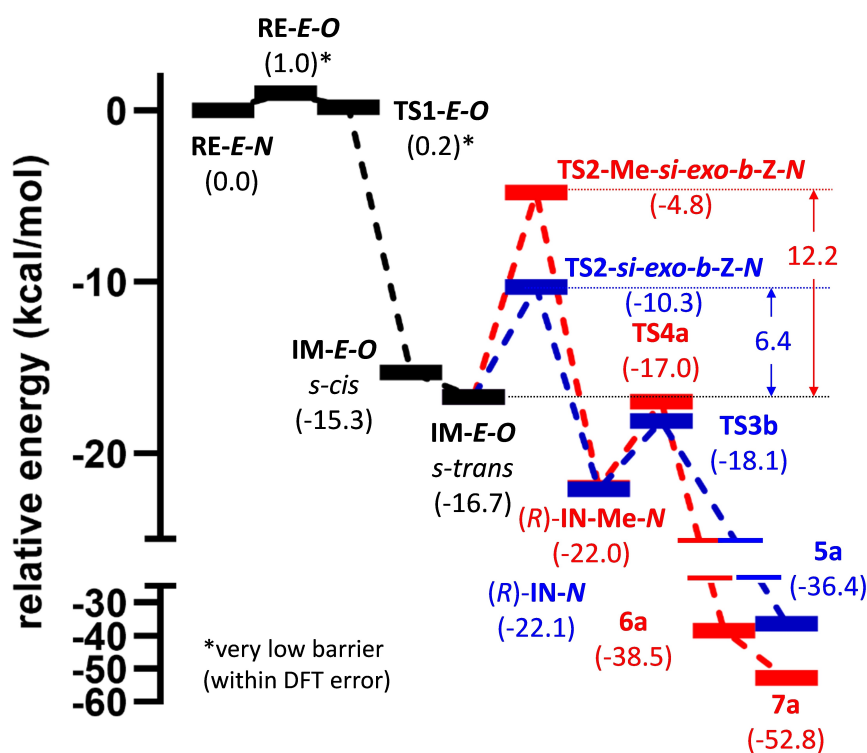 RE-E-O
(1.0)*
0
TS1-E-O
(0.2)*
RE-E-N
(0.0)
TS2-Me-si-exo-b-Z-N
(-4.8)
12.2
-10
TS2-si-exo-b-Z-N
(-10.3)
6.4
TS4a
(-17.0)
IM-E-O
s-cis
(-15.3)
IM-E-O
s-trans
(-16.7)
TS3b
(-18.1)
-20
(R)-IN-Me-N
(-22.0)
5a
(-36.4)
(R)-IN-N
(-22.1)
6a
(-38.5)
-30
-40
-50
-60
*very low barrier
(within DFT error)
7a
(-52.8)
relative energy (kcal/mol)